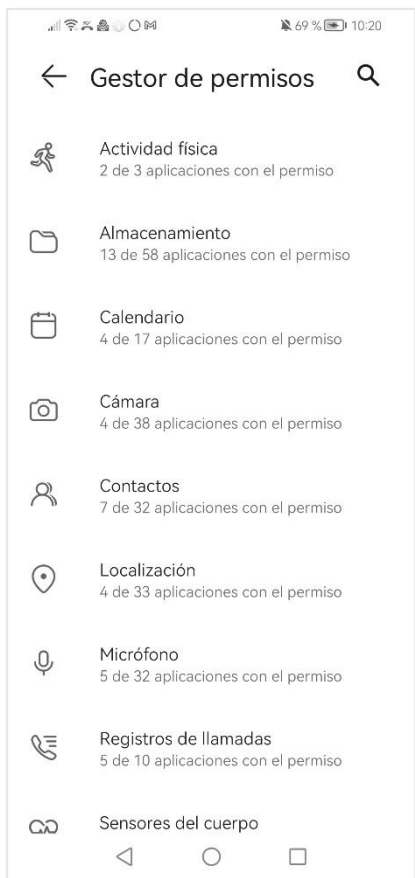 69 % 10:20
Gestor de permisos
Actividad física
2 de 3 aplicaciones con el permiso
Almacenamiento
13 de 58 aplicaciones con el permiso
Calendario
4 de 17 aplicaciones con el permiso
Cámara
4 de 38 aplicaciones con el permiso
Contactos
7 de 32 aplicaciones con el permiso
Localización
4 de 33 aplicaciones con el permiso
Micrófono
5 de 32 aplicaciones con el permiso
Registros de llamadas
5 de 10 aplicaciones con el permiso
Sensores del cuerpo